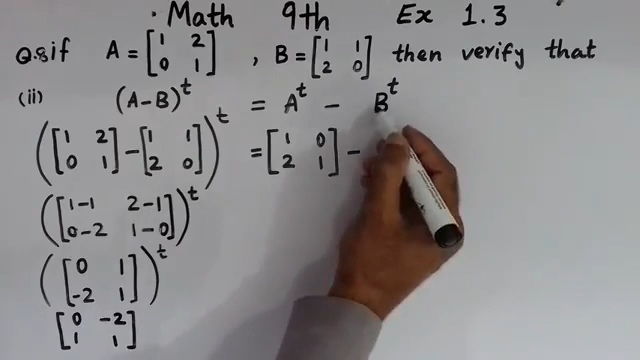 . Math 9th Ex 1.3
Q.8 if A = [1 2; 0 1] , B = [1 1; 2 0] then verify that
(ii) (A-B)^t = A^t - B^t
([1 2; 0 1] - [1 1; 2 0])^t = [1 0; 2 1] -
([1-1 2-1; 0-2 1-0])^t
([0 1; -2 1])^t
[0 -2; 1 1]